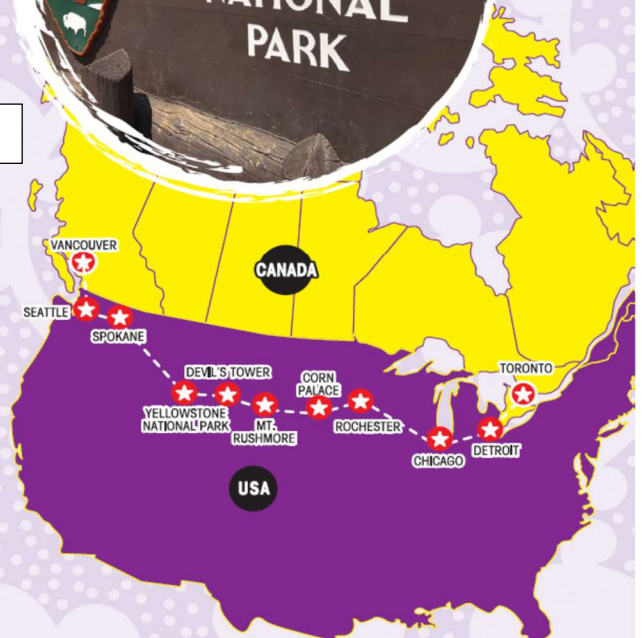 NATIONAL
PARK
VANCOUVER
CANADA
SEATTLE
SPOKANE
TORONTO
DEVIL'S TOWER
CORN
PALACE
YELLOWSTONE
NATIONAL PARK
MT.
RUSHMORE
ROCHESTER
CHICAGO
DETROIT
USA